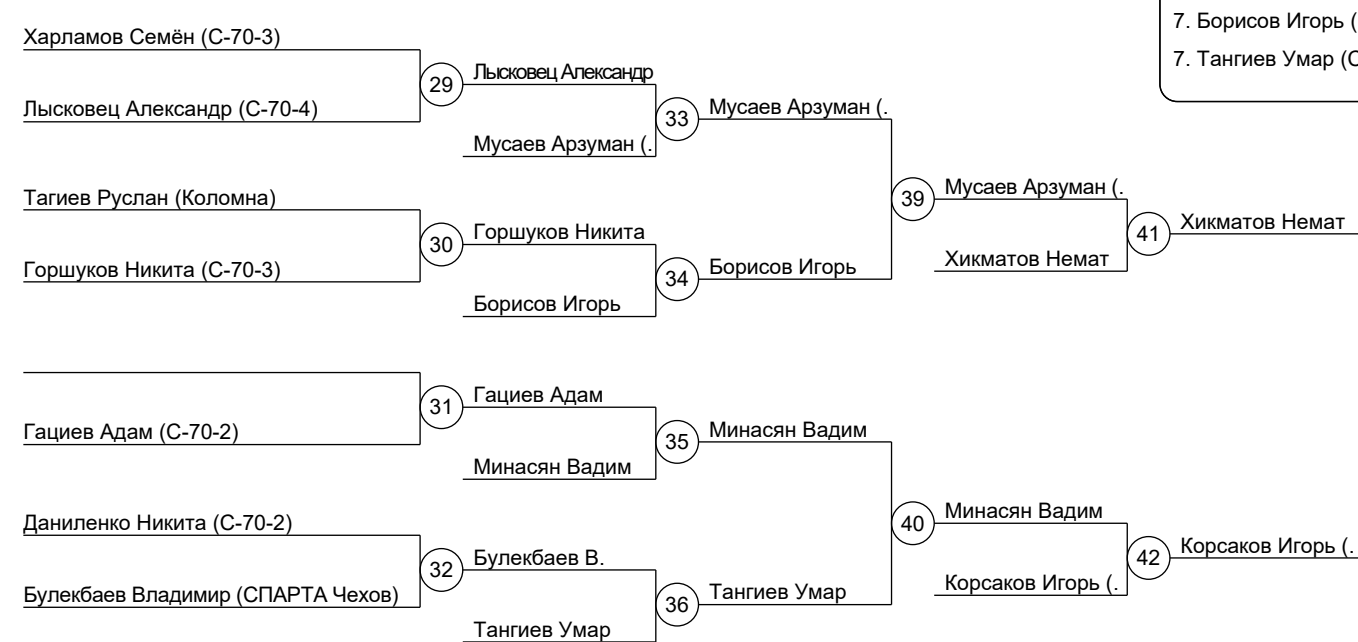 7. Борисов Игорь (
7. Тангиев Умар (С
Харламов Семён (С-70-3)
29
Лысковец Александр
Лысковец Александр (С-70-4)
33
Мусаев Арзуман (.
Мусаев Арзуман (.
Тагиев Руслан (Коломна)
39
Мусаев Арзуман (.
30
Горшуков Никита
41
Хикматов Немат
Горшуков Никита (С-70-3)
34
Борисов Игорь
Хикматов Немат
Борисов Игорь
31
Гациев Адам
Гациев Адам (С-70-2)
35
Минасян Вадим
Минасян Вадим
Даниленко Никита (С-70-2)
40
Минасян Вадим
32
Булекбаев В.
42
Корсаков Игорь (.
Булекбаев Владимир (СПАРТА Чехов)
36
Тангиев Умар
Корсаков Игорь (.
Тангиев Умар